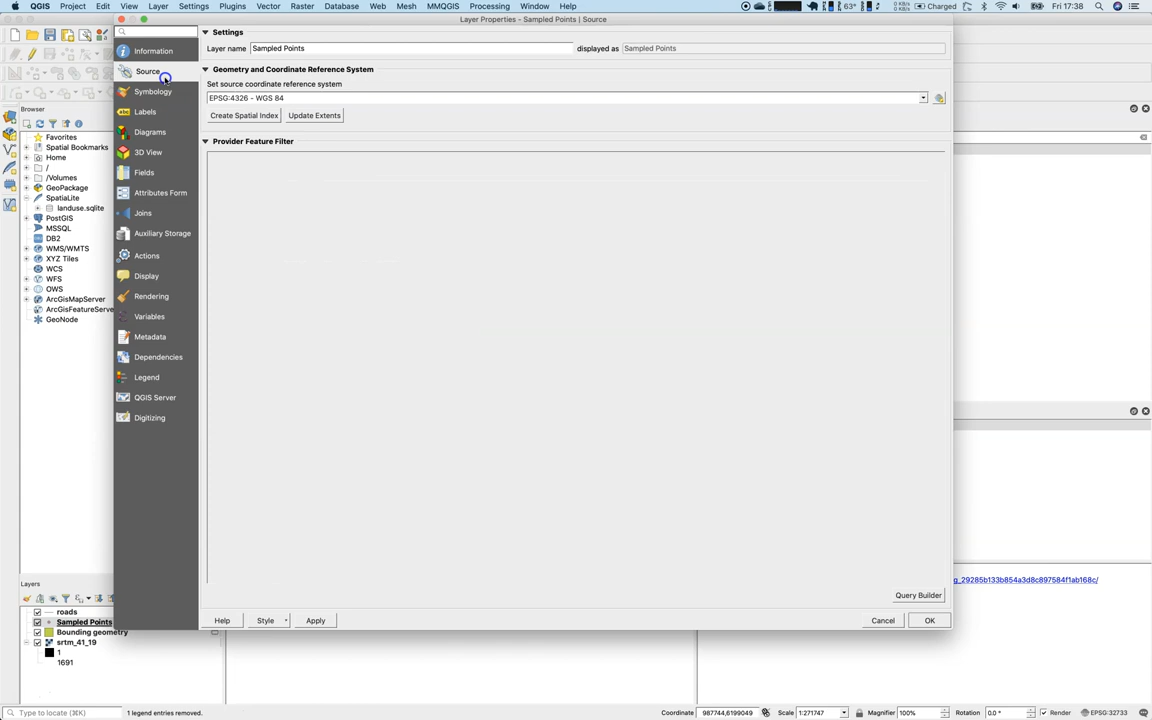 QGIS Project Edit View Layer Settings Plugins Vector Raster Database Web Mesh MMQGIS Processing Window Help 63° Charged Fri 17:38
Layer Properties - Sampled Points | Source
Information
Source
Symbology
Labels
Diagrams
3D View
Fields
Attributes Form
Joins
Auxiliary Storage
Actions
Display
Rendering
Variables
Metadata
Dependencies
Legend
QGIS Server
Digitizing
Settings
Layer name Sampled Points displayed as Sampled Points
Geometry and Coordinate Reference System
Set source coordinate reference system
EPSG:4326 - WGS 84
Create Spatial Index Update Extents
Provider Feature Filter
Query Builder
Help Style Apply Cancel OK
Browser
Favorites
Spatial Bookmarks
Home
/
/Volumes
GeoPackage
SpatiaLite
landuse.sqlite
PostGIS
MSSQL
DB2
WMS/WMTS
XYZ Tiles
WCS
WFS
OWS
ArcGisMapServer
ArcGisFeatureServe
GeoNode
g_29285b133b854a3d8c897584f1ab168c/
Layers
roads
Sampled Points
Bounding geometry
srtm_41_19
1
1691
Type to locate (⌘K) 1 legend entries removed. Coordinate 987744,6199049 Scale 1:271747 Magnifier 100% Rotation 0.0 ° Render EPSG:32733